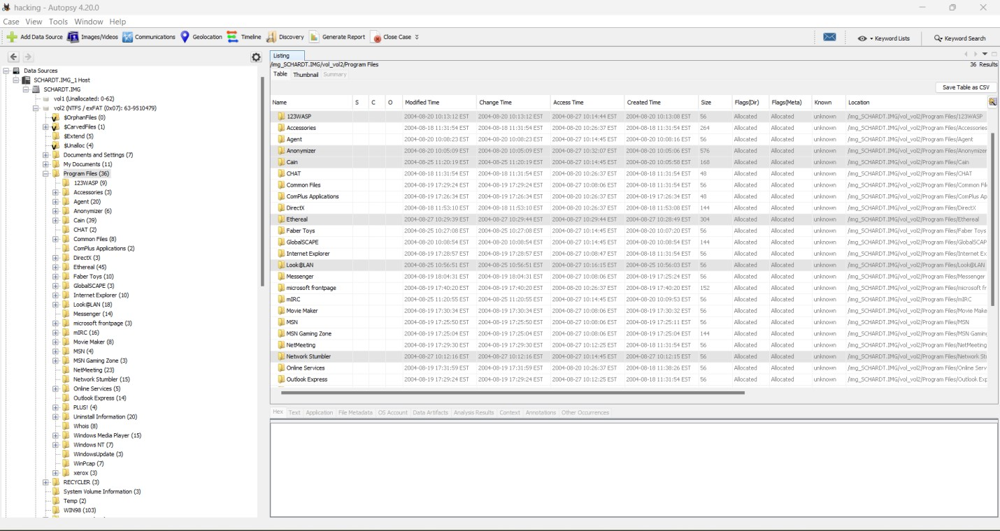 hacking - Autopsy 4.20.0
Case View Tools Window Help
Add Data Source Images/Videos Communications Geolocation Timeline Discovery Generate Report Close Case Keyword Lists Keyword Search
Data Sources
SCHARDT.IMG_1 Host
SCHARDT.IMG
vol1 (Unallocated: 0-62)
vol2 (NTFS / exFAT (0x07): 63-9510479)
$OrphanFiles (0)
$CarvedFiles (1)
$Extend (5)
$Unalloc (4)
Documents and Settings (7)
My Documents (11)
Program Files (36)
123WASP (9)
Accessories (3)
Agent (20)
Anonymizer (6)
Cain (39)
CHAT (2)
Common Files (8)
ComPlus Applications (2)
DirectX (3)
Ethereal (45)
Faber Toys (10)
GlobalSCAPE (3)
Internet Explorer (10)
Look@LAN (18)
Messenger (14)
microsoft frontpage (3)
mIRC (16)
Movie Maker (8)
MSN (4)
MSN Gaming Zone (3)
NetMeeting (23)
Network Stumbler (15)
Online Services (5)
Outlook Express (14)
PLUS! (4)
Uninstall Information (20)
Whois (8)
Windows Media Player (15)
Windows NT (7)
WindowsUpdate (3)
WinPcap (7)
xerox (3)
RECYCLER (3)
System Volume Information (3)
Temp (2)
WIN98 (103)
Listing
/img_SCHARDT.IMG/vol_vol2/Program Files 36 Results
Table Thumbnail Summary
Save Table as CSV
Name S C O Modified Time Change Time Access Time Created Time Size Flags(Dir) Flags(Meta) Known Location
123WASP 2004-08-20 10:13:12 EST 2004-08-20 10:13:12 EST 2004-08-27 10:14:44 EST 2004-08-20 10:13:08 EST 56 Allocated Allocated unknown /img_SCHARDT.IMG/vol_vol2/Program Files/123WASP
Accessories 2004-08-18 11:31:54 EST 2004-08-18 11:31:54 EST 2004-08-20 10:26:37 EST 2004-08-18 11:31:54 EST 264 Allocated Allocated unknown /img_SCHARDT.IMG/vol_vol2/Program Files/Accessories
Agent 2004-08-20 10:08:23 EST 2004-08-20 10:08:23 EST 2004-08-27 10:14:45 EST 2004-08-20 10:08:16 EST 56 Allocated Allocated unknown /img_SCHARDT.IMG/vol_vol2/Program Files/Agent
Anonymizer 2004-08-20 10:05:09 EST 2004-08-20 10:05:09 EST 2004-08-27 10:32:07 EST 2004-08-20 10:05:06 EST 576 Allocated Allocated unknown /img_SCHARDT.IMG/vol_vol2/Program Files/Anonymizer
Cain 2004-08-25 11:20:19 EST 2004-08-25 11:20:19 EST 2004-08-27 10:14:45 EST 2004-08-20 10:05:58 EST 168 Allocated Allocated unknown /img_SCHARDT.IMG/vol_vol2/Program Files/Cain
CHAT 2004-08-18 11:31:54 EST 2004-08-18 11:31:54 EST 2004-08-20 10:26:37 EST 2004-08-18 11:31:54 EST 48 Allocated Allocated unknown /img_SCHARDT.IMG/vol_vol2/Program Files/CHAT
Common Files 2004-08-19 17:29:24 EST 2004-08-19 17:29:24 EST 2004-08-27 10:08:06 EST 2004-08-18 11:31:54 EST 56 Allocated Allocated unknown /img_SCHARDT.IMG/vol_vol2/Program Files/Common Fil
ComPlus Applications 2004-08-19 17:26:34 EST 2004-08-19 17:26:34 EST 2004-08-20 10:26:37 EST 2004-08-19 17:26:34 EST 48 Allocated Allocated unknown /img_SCHARDT.IMG/vol_vol2/Program Files/ComPlus Ap
DirectX 2004-08-18 11:53:10 EST 2004-08-18 11:53:10 EST 2004-08-20 10:26:37 EST 2004-08-18 11:53:08 EST 144 Allocated Allocated unknown /img_SCHARDT.IMG/vol_vol2/Program Files/DirectX
Ethereal 2004-08-27 10:29:39 EST 2004-08-27 10:29:44 EST 2004-08-27 10:29:44 EST 2004-08-27 10:28:49 EST 304 Allocated Allocated unknown /img_SCHARDT.IMG/vol_vol2/Program Files/Ethereal
Faber Toys 2004-08-25 10:27:08 EST 2004-08-25 10:27:08 EST 2004-08-27 10:14:45 EST 2004-08-20 10:07:20 EST 56 Allocated Allocated unknown /img_SCHARDT.IMG/vol_vol2/Program Files/Faber Toys
GlobalSCAPE 2004-08-20 10:08:54 EST 2004-08-20 10:08:54 EST 2004-08-27 10:14:45 EST 2004-08-20 10:08:54 EST 144 Allocated Allocated unknown /img_SCHARDT.IMG/vol_vol2/Program Files/GlobalSCAP
Internet Explorer 2004-08-19 17:28:57 EST 2004-08-19 17:28:57 EST 2004-08-27 10:08:47 EST 2004-08-18 11:31:54 EST 56 Allocated Allocated unknown /img_SCHARDT.IMG/vol_vol2/Program Files/Internet Ex
Look@LAN 2004-08-25 10:56:51 EST 2004-08-25 10:56:51 EST 2004-08-27 10:16:15 EST 2004-08-25 10:56:03 EST 56 Allocated Allocated unknown /img_SCHARDT.IMG/vol_vol2/Program Files/Look@LAN
Messenger 2004-08-19 18:04:31 EST 2004-08-19 18:04:31 EST 2004-08-27 10:08:06 EST 2004-08-19 17:25:24 EST 56 Allocated Allocated unknown /img_SCHARDT.IMG/vol_vol2/Program Files/Messenger
microsoft frontpage 2004-08-19 17:40:20 EST 2004-08-19 17:40:20 EST 2004-08-20 10:26:37 EST 2004-08-19 17:40:20 EST 152 Allocated Allocated unknown /img_SCHARDT.IMG/vol_vol2/Program Files/microsoft fr
mIRC 2004-08-25 11:20:55 EST 2004-08-25 11:20:55 EST 2004-08-27 10:14:45 EST 2004-08-20 10:09:53 EST 56 Allocated Allocated unknown /img_SCHARDT.IMG/vol_vol2/Program Files/mIRC
Movie Maker 2004-08-19 17:30:34 EST 2004-08-19 17:30:34 EST 2004-08-27 10:08:06 EST 2004-08-19 17:30:32 EST 56 Allocated Allocated unknown /img_SCHARDT.IMG/vol_vol2/Program Files/Movie Make
MSN 2004-08-19 17:25:50 EST 2004-08-19 17:25:50 EST 2004-08-27 10:08:06 EST 2004-08-19 17:25:11 EST 56 Allocated Allocated unknown /img_SCHARDT.IMG/vol_vol2/Program Files/MSN
MSN Gaming Zone 2004-08-19 17:25:04 EST 2004-08-19 17:25:04 EST 2004-08-27 10:08:06 EST 2004-08-19 17:25:04 EST 144 Allocated Allocated unknown /img_SCHARDT.IMG/vol_vol2/Program Files/MSN Gamin
NetMeeting 2004-08-19 17:29:30 EST 2004-08-19 17:29:30 EST 2004-08-27 10:12:25 EST 2004-08-18 11:31:54 EST 56 Allocated Allocated unknown /img_SCHARDT.IMG/vol_vol2/Program Files/NetMeeting
Network Stumbler 2004-08-27 10:12:16 EST 2004-08-27 10:12:16 EST 2004-08-27 10:14:45 EST 2004-08-27 10:12:15 EST 56 Allocated Allocated unknown /img_SCHARDT.IMG/vol_vol2/Program Files/Network St
Online Services 2004-08-19 17:31:59 EST 2004-08-19 17:31:59 EST 2004-08-20 10:26:37 EST 2004-08-18 11:38:26 EST 56 Allocated Allocated unknown /img_SCHARDT.IMG/vol_vol2/Program Files/Online Serv
Outlook Express 2004-08-19 17:29:24 EST 2004-08-19 17:29:24 EST 2004-08-27 10:12:25 EST 2004-08-18 11:31:54 EST 56 Allocated Allocated unknown /img_SCHARDT.IMG/vol_vol2/Program Files/Outlook Exp
Hex Text Application File Metadata OS Account Data Artifacts Analysis Results Context Annotations Other Occurrences